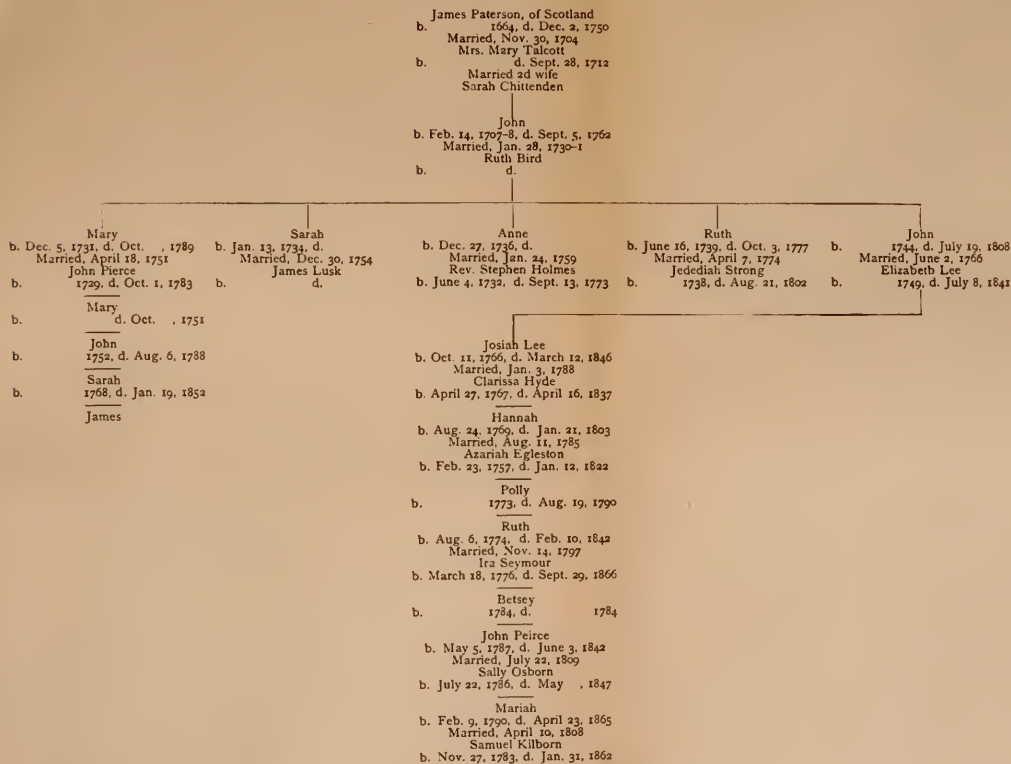 James Paterson, of Scotland
b. 1664, d. Dec. 2, 1750
Married, Nov. 30, 1704
Mrs. Mary Talcott
b. d. Sept. 28, 1712
Married 2d wife
Sarah Chittenden
John
b. Feb. 14, 1707-8, d. Sept. 5, 1762
Married, Jan. 28, 1730-1
Ruth Bird
b. d.
Mary
b. Dec. 5, 1731, d. Oct. , 1789
Married, April 18, 1751
John Pierce
b. 1729, d. Oct. 1, 1783
Mary
b. d. Oct. , 1751
John
b. 1752, d. Aug. 6, 1788
Sarah
b. 1768, d. Jan. 19, 1852
James
Sarah
b. Jan. 13, 1734, d.
Married, Dec. 30, 1754
James Lusk
b. d.
Anne
b. Dec. 27, 1736, d.
Married, Jan. 24, 1759
Rev. Stephen Holmes
b. June 4, 1732, d. Sept. 13, 1773
Ruth
b. June 16, 1739, d. Oct. 3, 1777
Married, April 7, 1774
Jedediah Strong
b. 1738, d. Aug. 21, 1802
John
b. 1744, d. July 19, 1808
Married, June 2, 1766
Elizabeth Lee
b. 1749, d. July 8, 1841
Josiah Lee
b. Oct. 11, 1766, d. March 12, 1846
Married, Jan. 3, 1788
Clarissa Hyde
b. April 27, 1767, d. April 16, 1837
Hannah
b. Aug. 24, 1769, d. Jan. 21, 1803
Married, Aug. 11, 1785
Azariah Egleston
b. Feb. 23, 1757, d. Jan. 12, 1822
Polly
b. 1773, d. Aug. 19, 1790
Ruth
b. Aug. 6, 1774, d. Feb. 10, 1842
Married, Nov. 14, 1797
Ira Seymour
b. March 18, 1776, d. Sept. 29, 1866
Betsey
b. 1784, d. 1784
John Peirce
b. May 5, 1787, d. June 3, 1842
Married, July 22, 1809
Sally Osborn
b. July 22, 1786, d. May , 1847
Mariah
b. Feb. 9, 1790, d. April 23, 1865
Married, April 10, 1808
Samuel Kilborn
b. Nov. 27, 1783, d. Jan. 31, 1862